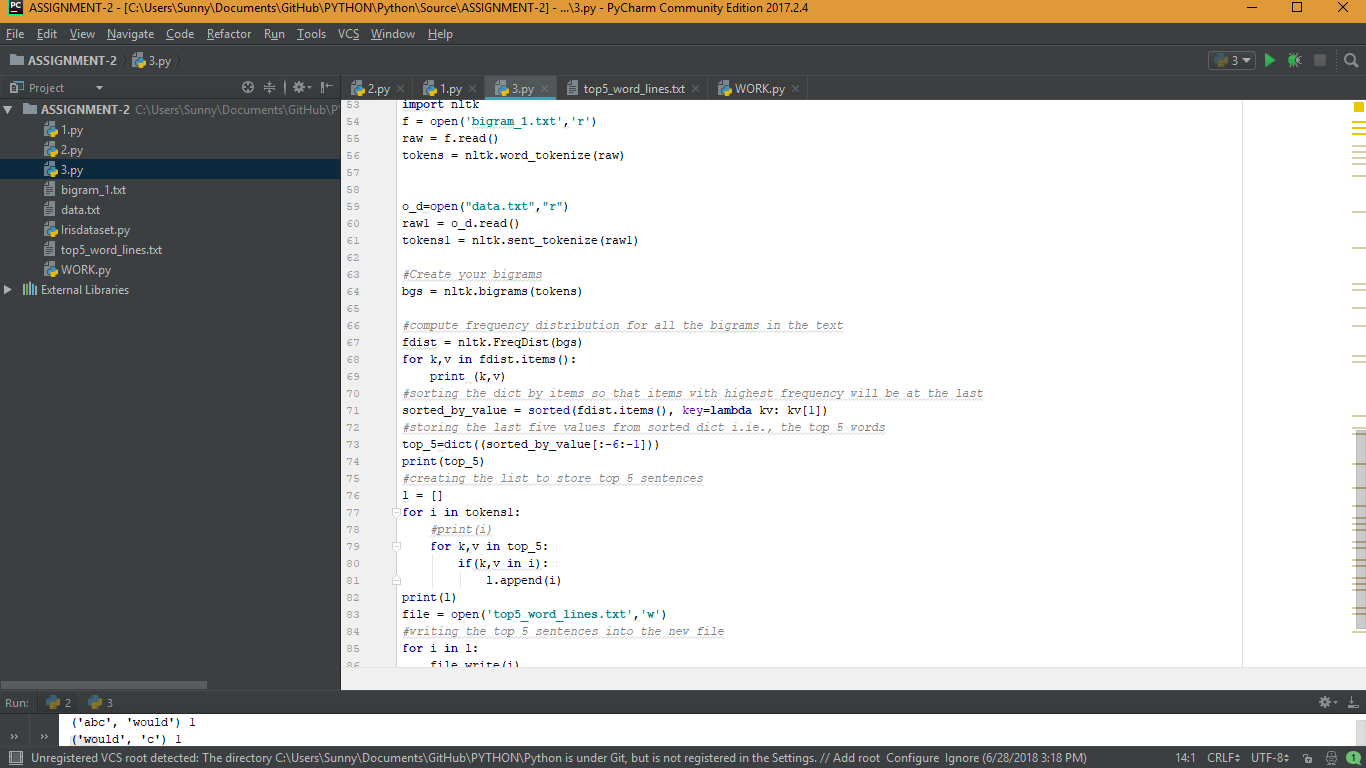 PC ASSIGNMENT-2 - [C:\Users\Sunny\Documents\GitHub\PYTHON\Python\Source\ASSIGNMENT-2] - ...\3.py - PyCharm Community Edition 2017.2.4
File Edit View Navigate Code Refactor Run Tools VCS Window Help
ASSIGNMENT-2 3.py 3
Project 2.py 1.py 3.py top5_word_lines.txt WORK.py
ASSIGNMENT-2 C:\Users\Sunny\Documents\GitHub\P
1.py
2.py
3.py
bigram_1.txt
data.txt
Irisdataset.py
top5_word_lines.txt
WORK.py
External Libraries
53 import nltk
54 f = open('bigram_1.txt','r')
55 raw = f.read()
56 tokens = nltk.word_tokenize(raw)
57
58
59 o_d=open("data.txt","r")
60 raw1 = o_d.read()
61 tokens1 = nltk.sent_tokenize(raw1)
62
63 #Create your bigrams
64 bgs = nltk.bigrams(tokens)
65
66 #compute frequency distribution for all the bigrams in the text
67 fdist = nltk.FreqDist(bgs)
68 for k,v in fdist.items():
69 print (k,v)
70 #sorting the dict by items so that items with highest frequency will be at the last
71 sorted_by_value = sorted(fdist.items(), key=lambda kv: kv[1])
72 #storing the last five values from sorted dict i.ie., the top 5 words
73 top_5=dict((sorted_by_value[:-6:-1]))
74 print(top_5)
75 #creating the list to store top 5 sentences
76 l = []
77 for i in tokens1:
78 #print(i)
79 for k,v in top_5:
80 if(k,v in i):
81 l.append(i)
82 print(l)
83 file = open('top5_word_lines.txt','w')
84 #writing the top 5 sentences into the new file
85 for i in l:
86 file.write(i)
Run: 2 3
('abc', 'would') 1
('would', 'c') 1
Unregistered VCS root detected: The directory C:\Users\Sunny\Documents\GitHub\PYTHON\Python is under Git, but is not registered in the Settings. // Add root Configure Ignore (6/28/2018 3:18 PM) 14:1 CRLF UTF-8 1